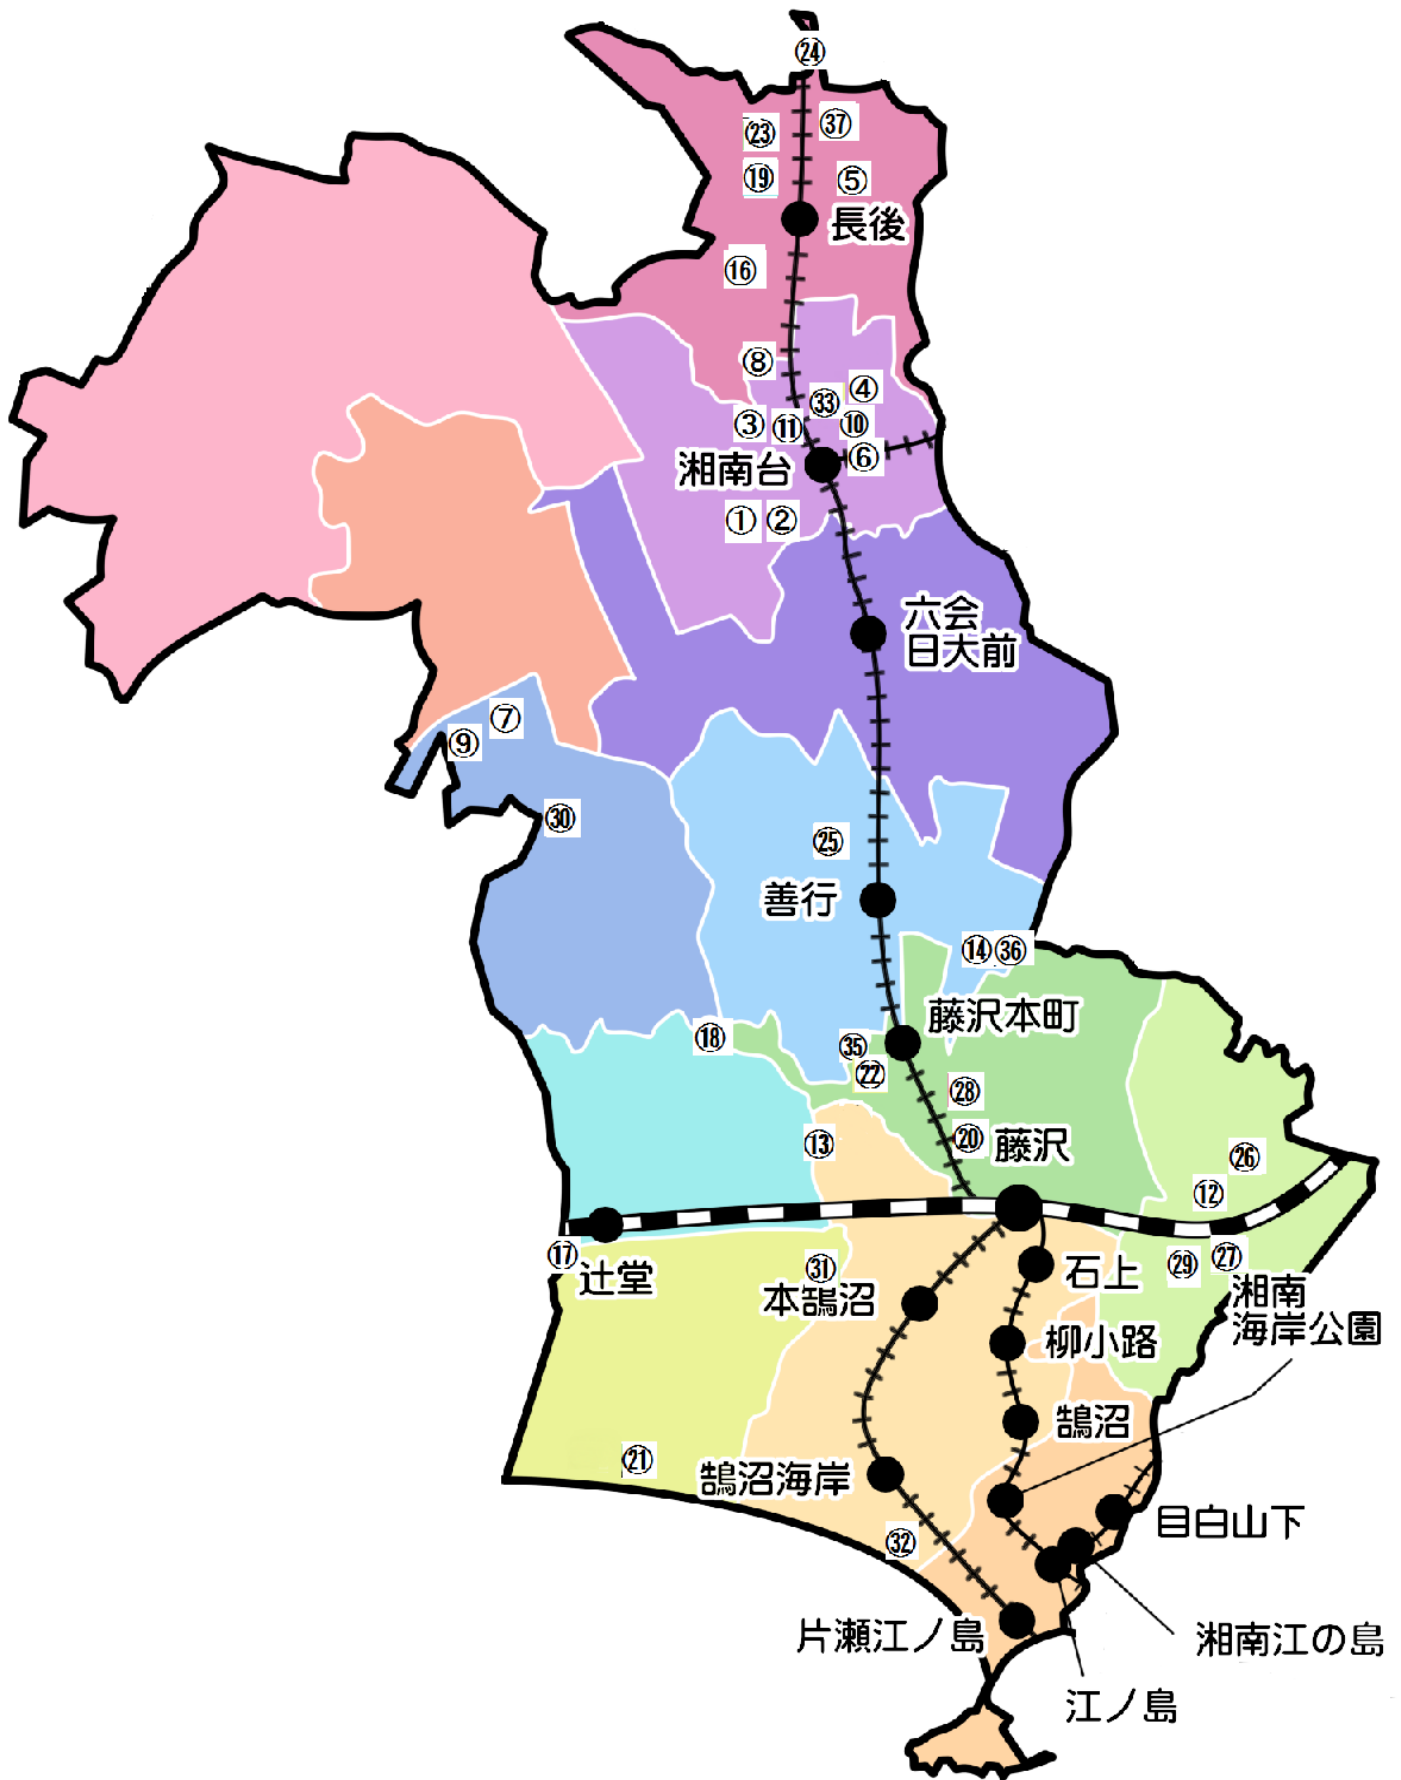 ㉔
㉓ ㊲
⑲ ⑤
長後
⑯
⑧
④
㉝
③ ⑪ ⑩
湘南台 ⑥
① ②
六会
日大前
⑦
⑨
㉚
㉕
善行
⑭ ㊱
藤沢本町
⑱ ㉟
㉒
㉘
⑬ ⑳ 藤沢
㉖
⑫
⑰ 辻堂
㉛
本鵠沼
石上
㉙ ㉗
湘南
海岸公園
柳小路
鵠沼
㉑
鵠沼海岸
目白山下
㉜
片瀬江ノ島
湘南江の島
江ノ島